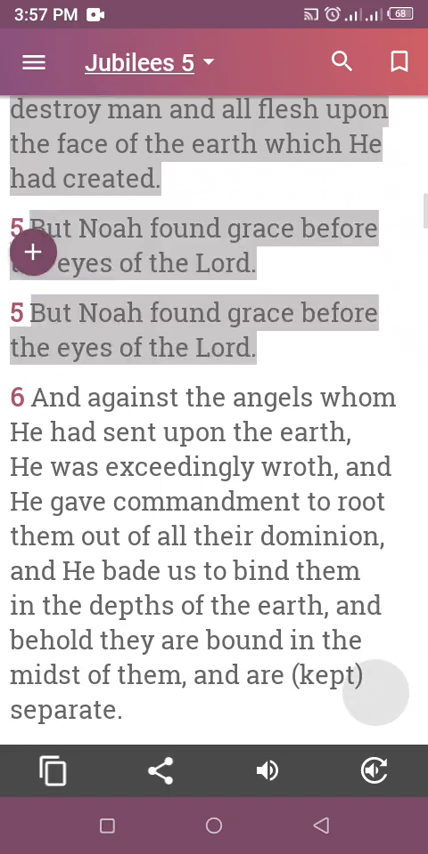 3:57 PM
68
Jubilees 5
destroy man and all flesh upon
the face of the earth which He
had created.
5 But Noah found grace before
eyes of the Lord.
5 But Noah found grace before
the eyes of the Lord.
6 And against the angels whom
He had sent upon the earth,
He was exceedingly wroth, and
He gave commandment to root
them out of all their dominion,
and He bade us to bind them
in the depths of the earth, and
behold they are bound in the
midst of them, and are (kept)
separate.